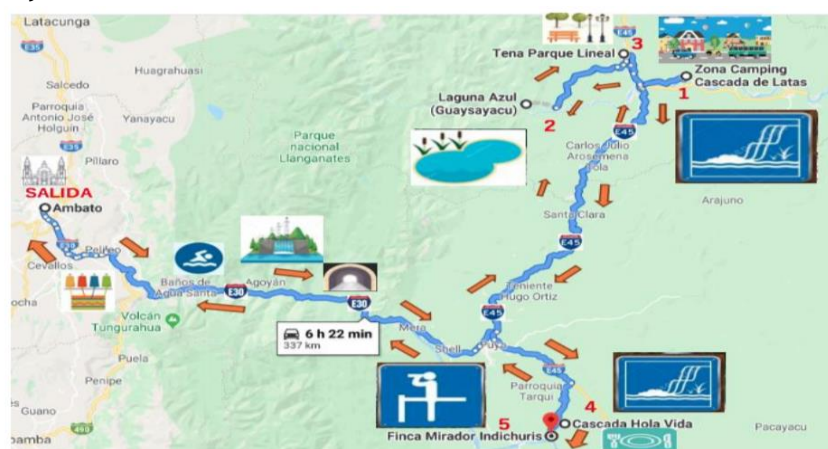 Latacunga
E35
Salcedo
Huagrahuasi
Parroquia
Antonio José
Holguín
Yanayacu
E35
Píllaro
Parque
nacional
Llanganates
SALIDA
Ambato
E30
Pelileo
Cevallos
Baños de
Agua Santa
Agoyán
E30
E30
Volcán
Tungurahua
Puela
Penipe
Guano
490
6 h 22 min
337 km
Mera
Shell
Puyo
E45
3
Tena Parque Lineal
Zona Camping
Cascada de Latas
1
Laguna Azul
(Guaysayacu)
2
E45
Carlos Julio
Arosemena
Tola
Arajuno
Santa Clara
E45
Teniente
Hugo Ortiz
E45
E45
Parroquia
Tarqui
4
5
Cascada Hola Vida
Finca Mirador Indichuris
Pacayacu